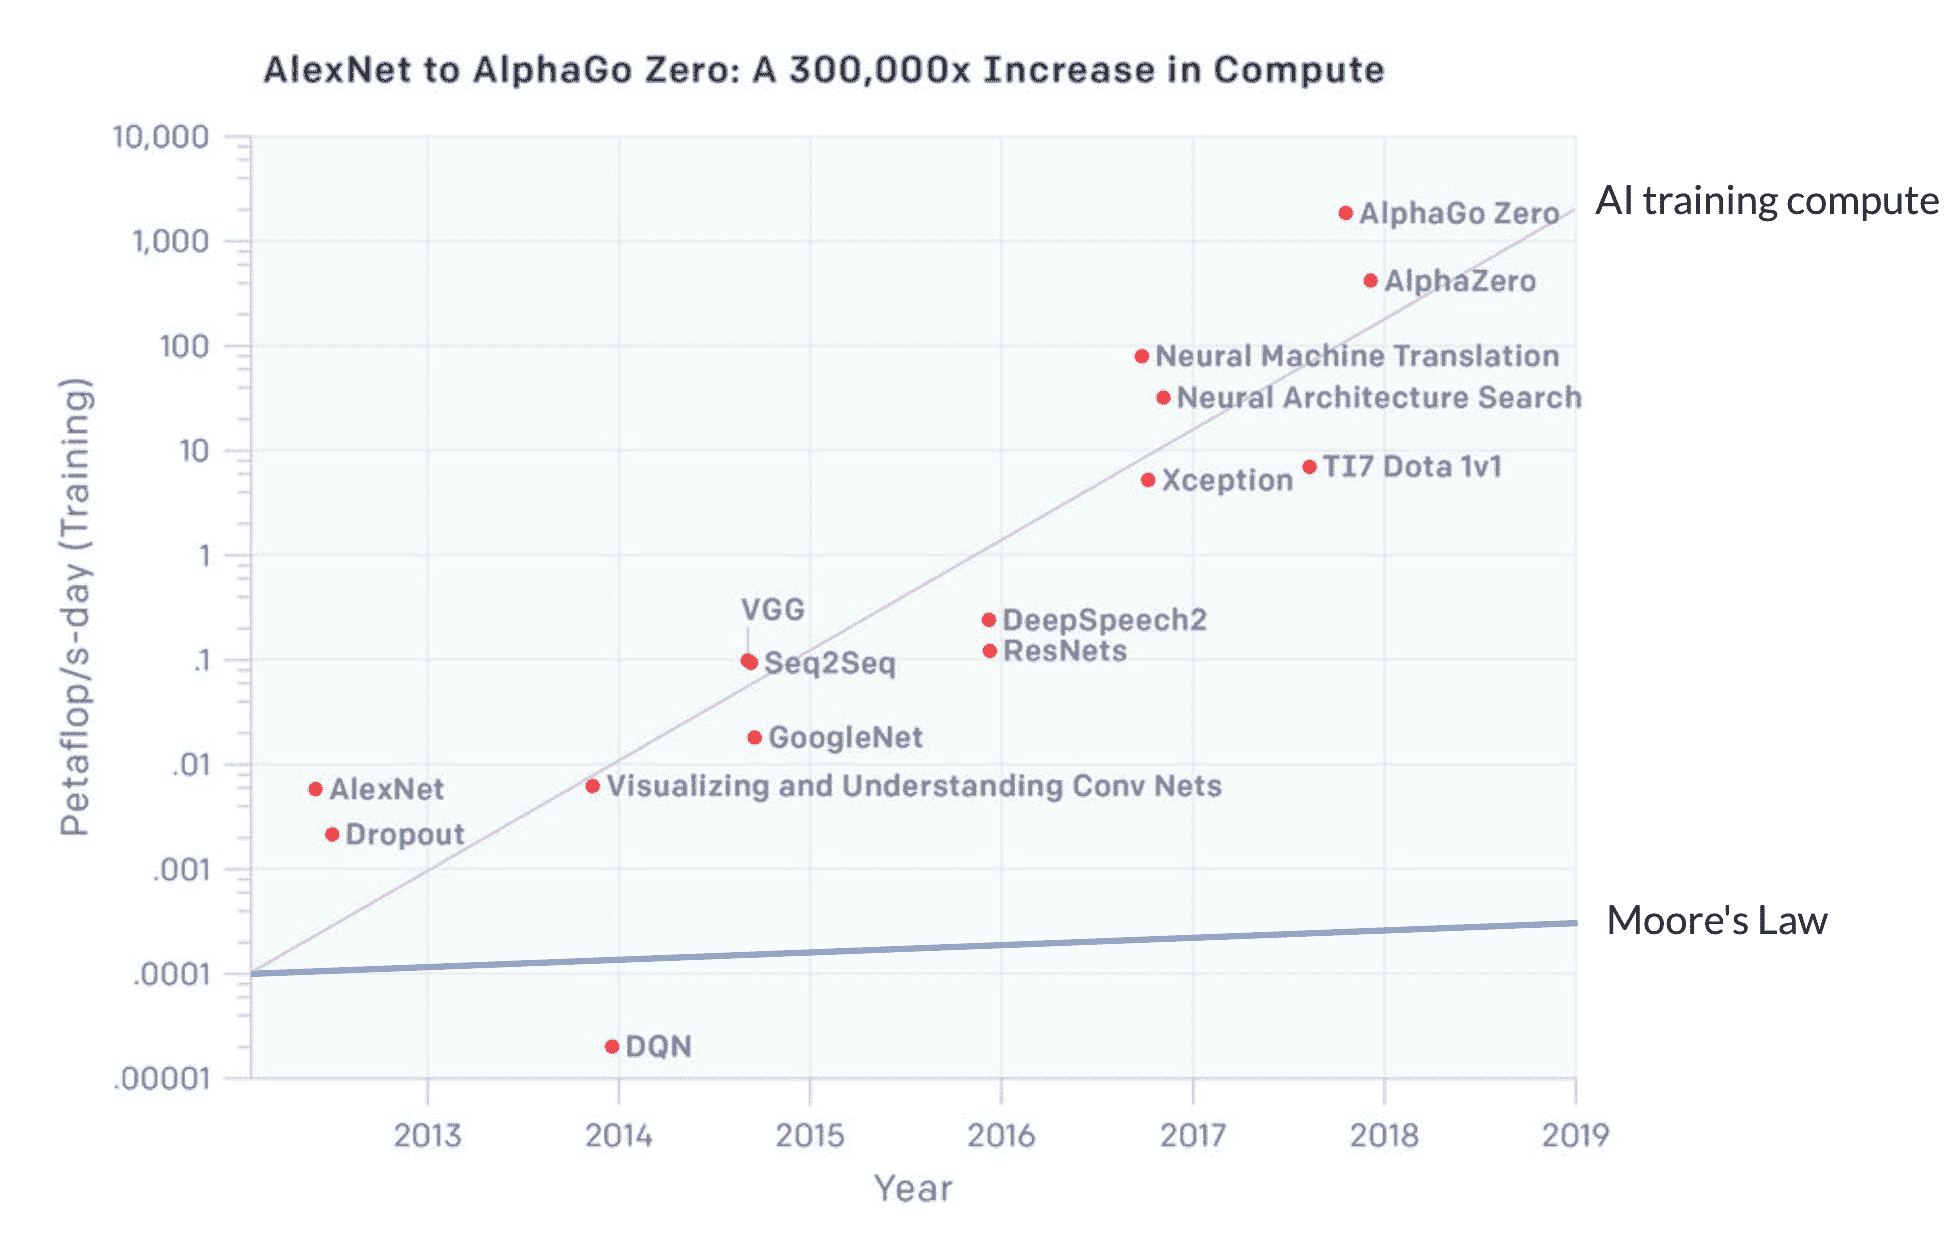 AlexNet to AlphaGo Zero: A 300,000x Increase in Compute
10,000
1,000
100
10
1
.1
.01
.001
.0001
.00001
Petaflop/s-day (Training)
AI training compute
AlphaGo Zero
AlphaZero
Neural Machine Translation
Neural Architecture Search
TI7 Dota 1v1
Xception
VGG
DeepSpeech2
ResNets
Seq2Seq
GoogleNet
AlexNet
Visualizing and Understanding Conv Nets
Dropout
Moore's Law
DQN
2013
2014
2015
2016
2017
2018
2019
Year